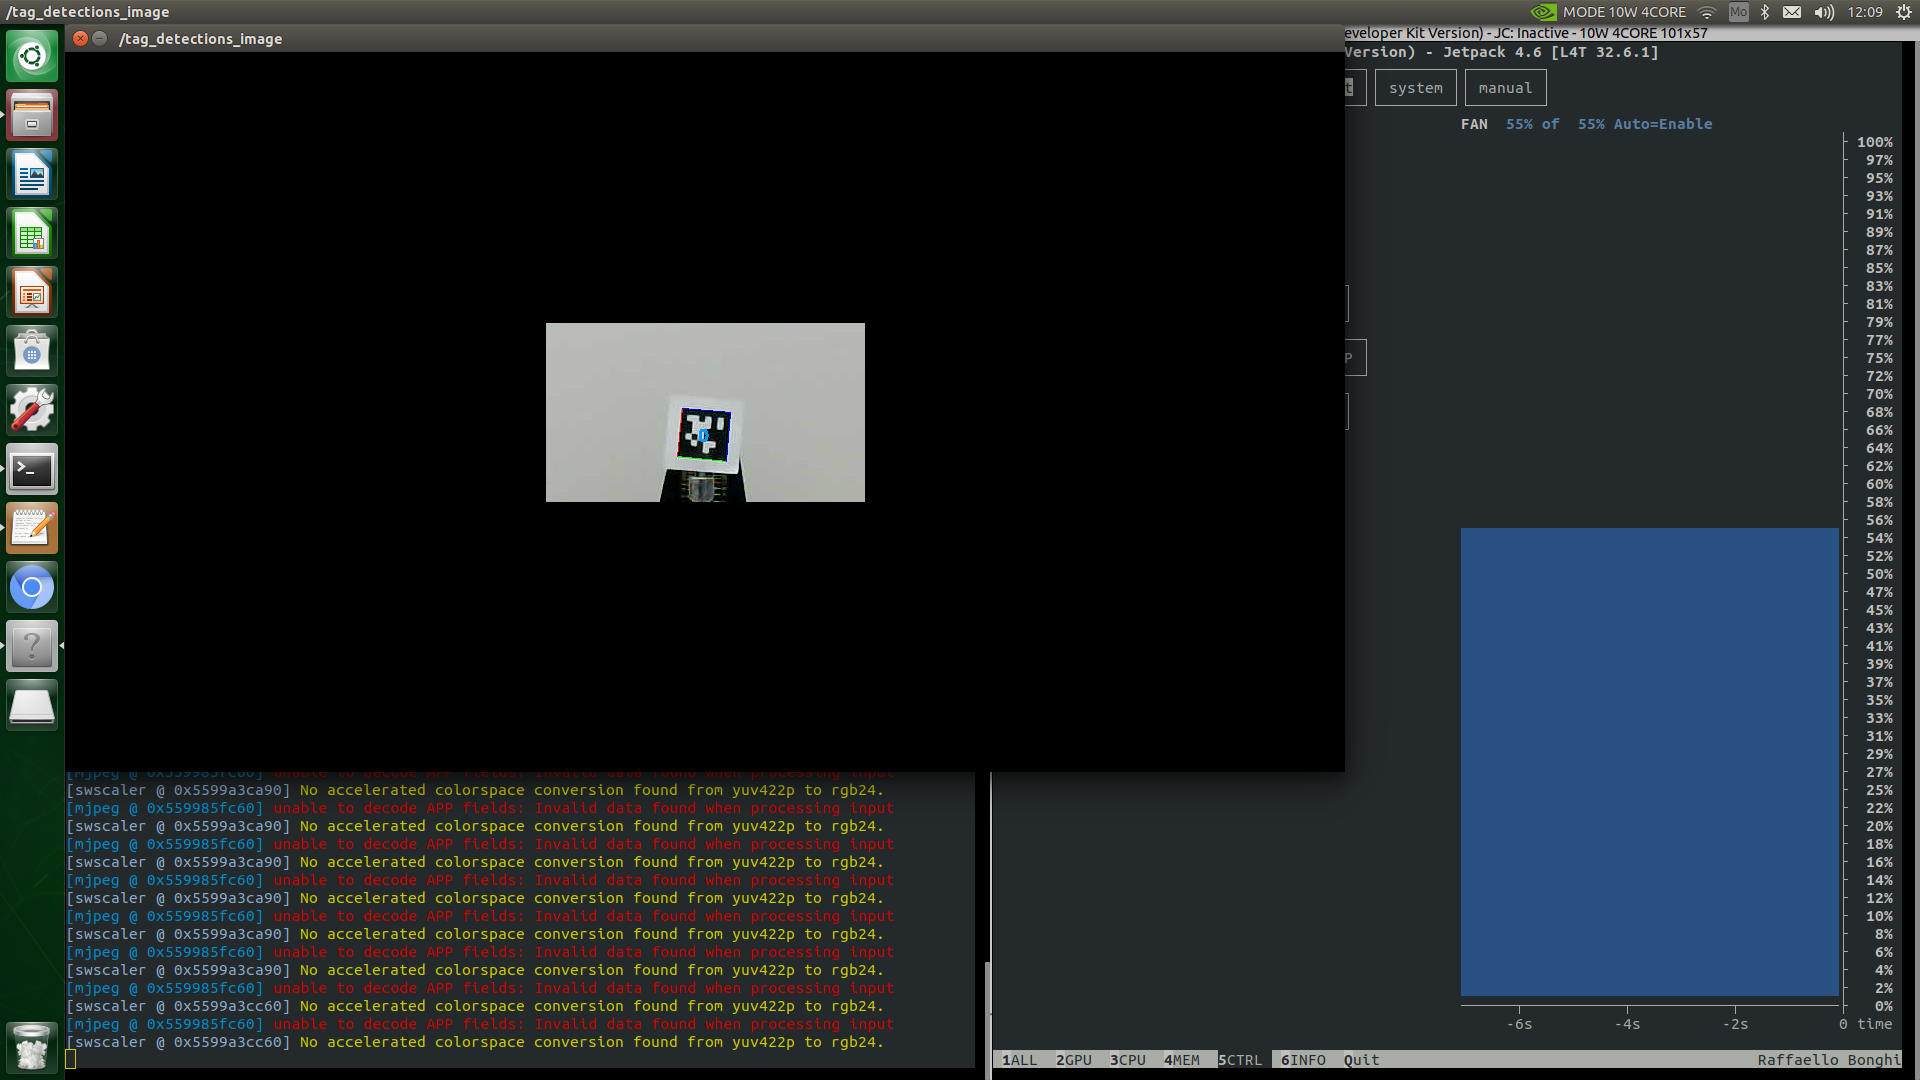 /tag_detections_image
MODE 10W 4CORE
Mo
12:09
/tag_detections_image
eveloper Kit Version) - JC: Inactive - 10W 4CORE 101x57
Version) - Jetpack 4.6 [L4T 32.6.1]
t
system
manual
FAN 55% of 55% Auto=Enable
100%
97%
95%
93%
91%
89%
87%
85%
83%
81%
79%
77%
75%
72%
70%
68%
66%
64%
62%
60%
58%
56%
54%
52%
50%
47%
45%
43%
41%
39%
37%
35%
33%
31%
29%
27%
25%
22%
20%
18%
16%
14%
12%
10%
8%
6%
4%
2%
0%
P
-6s
-4s
-2s
0 time
[mjpeg @ 0x559985fc60] unable to decode APP fields: Invalid data found when processing input
[swscaler @ 0x5599a3ca90] No accelerated colorspace conversion found from yuv422p to rgb24.
[mjpeg @ 0x559985fc60] unable to decode APP fields: Invalid data found when processing input
[swscaler @ 0x5599a3ca90] No accelerated colorspace conversion found from yuv422p to rgb24.
[mjpeg @ 0x559985fc60] unable to decode APP fields: Invalid data found when processing input
[swscaler @ 0x5599a3ca90] No accelerated colorspace conversion found from yuv422p to rgb24.
[mjpeg @ 0x559985fc60] unable to decode APP fields: Invalid data found when processing input
[swscaler @ 0x5599a3ca90] No accelerated colorspace conversion found from yuv422p to rgb24.
[mjpeg @ 0x559985fc60] unable to decode APP fields: Invalid data found when processing input
[swscaler @ 0x5599a3ca90] No accelerated colorspace conversion found from yuv422p to rgb24.
[mjpeg @ 0x559985fc60] unable to decode APP fields: Invalid data found when processing input
[swscaler @ 0x5599a3ca90] No accelerated colorspace conversion found from yuv422p to rgb24.
[mjpeg @ 0x559985fc60] unable to decode APP fields: Invalid data found when processing input
[swscaler @ 0x5599a3cc60] No accelerated colorspace conversion found from yuv422p to rgb24.
[mjpeg @ 0x559985fc60] unable to decode APP fields: Invalid data found when processing input
[swscaler @ 0x5599a3cc60] No accelerated colorspace conversion found from yuv422p to rgb24.
1ALL 2GPU 3CPU 4MEM 5CTRL 6INFO Quit
Raffaello Bonghi